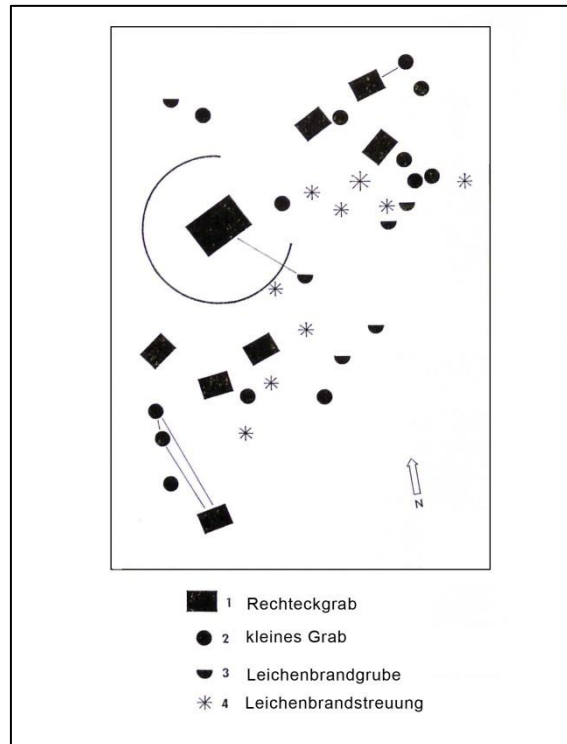 N
1 Rechteckgrab
2 kleines Grab
3 Leichenbrandgrube
4 Leichenbrandstreuung